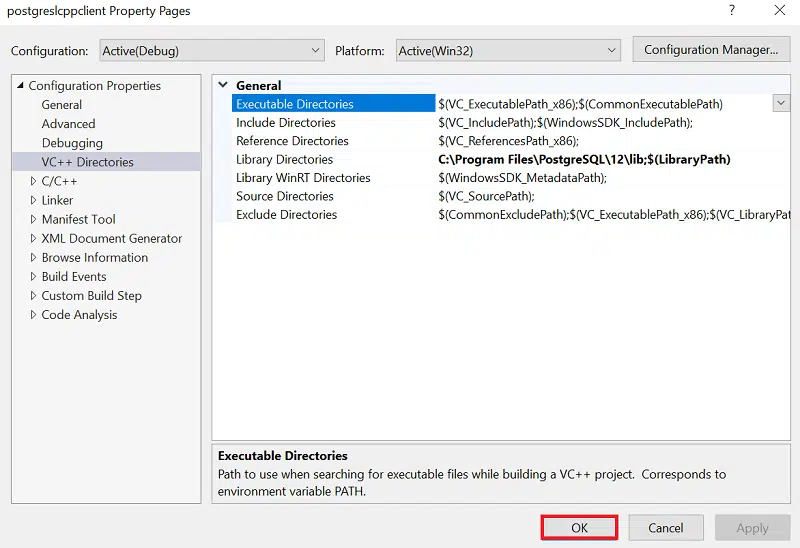 postgreslcppclient Property Pages
? ×
Configuration: Active(Debug) Platform: Active(Win32) Configuration Manager...
Configuration Properties
General
Advanced
Debugging
VC++ Directories
C/C++
Linker
Manifest Tool
XML Document Generator
Browse Information
Build Events
Custom Build Step
Code Analysis
General
Executable Directories $(VC_ExecutablePath_x86);$(CommonExecutablePath)
Include Directories $(VC_IncludePath);$(WindowsSDK_IncludePath);
Reference Directories $(VC_ReferencesPath_x86);
Library Directories C:\Program Files\PostgreSQL\12\lib;$(LibraryPath)
Library WinRT Directories $(WindowsSDK_MetadataPath);
Source Directories $(VC_SourcePath);
Exclude Directories $(CommonExcludePath);$(VC_ExecutablePath_x86);$(VC_LibraryPat
Executable Directories
Path to use when searching for executable files while building a VC++ project. Corresponds to
environment variable PATH.
OK Cancel Apply